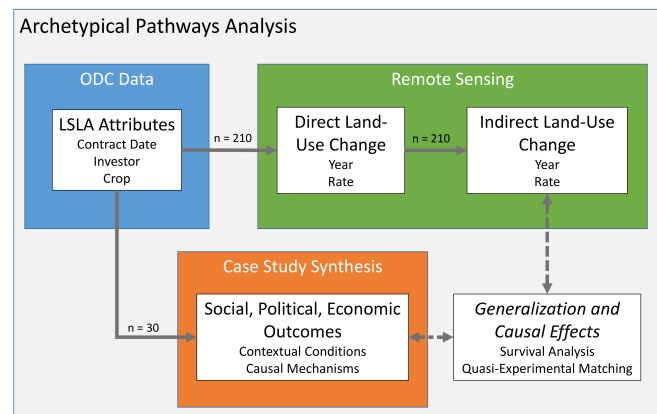 Archetypical Pathways Analysis
ODC Data
Remote Sensing
LSLA Attributes
Contract Date
Investor
Crop
n = 210
Direct Land-
Use Change
Year
Rate
n = 210
Indirect Land-Use
Change
Year
Rate
Case Study Synthesis
n = 30
Social, Political, Economic
Outcomes
Contextual Conditions
Causal Mechanisms
Generalization and
Causal Effects
Survival Analysis
Quasi-Experimental Matching